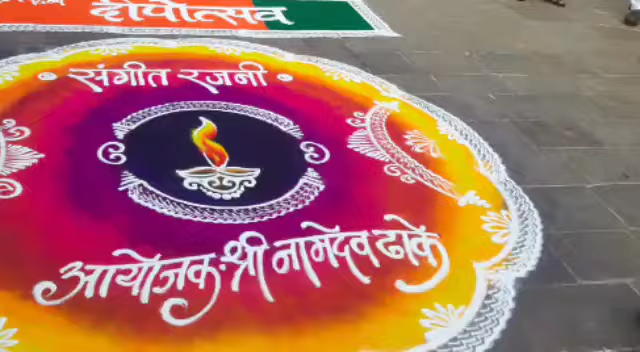 दीपोत्सव
संगीत रजनी
आयोजक:श्री नामदेव ढाके